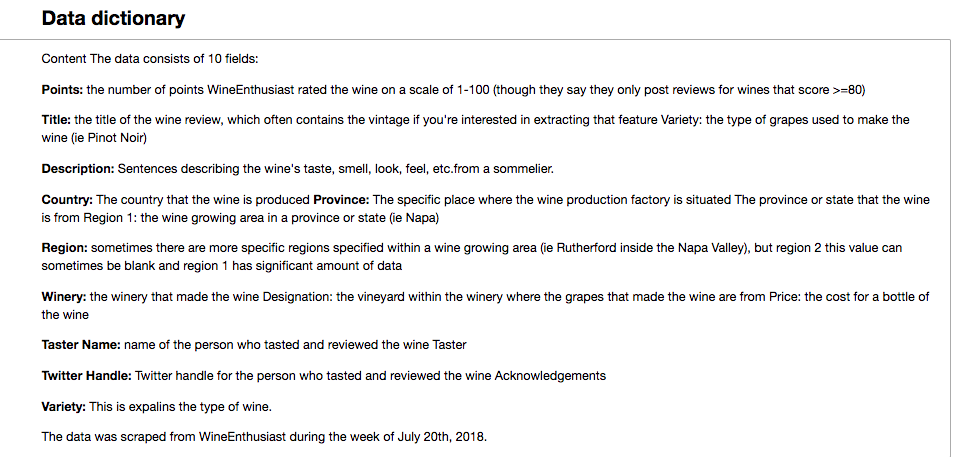 Data dictionary
Content The data consists of 10 fields:
Points: the number of points WineEnthusiast rated the wine on a scale of 1-100 (though they say they only post reviews for wines that score >=80)
Title: the title of the wine review, which often contains the vintage if you're interested in extracting that feature Variety: the type of grapes used to make the
wine (ie Pinot Noir)
Description: Sentences describing the wine's taste, smell, look, feel, etc.from a sommelier.
Country: The country that the wine is produced Province: The specific place where the wine production factory is situated The province or state that the wine
is from Region 1: the wine growing area in a province or state (ie Napa)
Region: sometimes there are more specific regions specified within a wine growing area (ie Rutherford inside the Napa Valley), but region 2 this value can
sometimes be blank and region 1 has significant amount of data
Winery: the winery that made the wine Designation: the vineyard within the winery where the grapes that made the wine are from Price: the cost for a bottle of
the wine
Taster Name: name of the person who tasted and reviewed the wine Taster
Twitter Handle: Twitter handle for the person who tasted and reviewed the wine Acknowledgements
Variety: This is expalins the type of wine.
The data was scraped from WineEnthusiast during the week of July 20th, 2018.